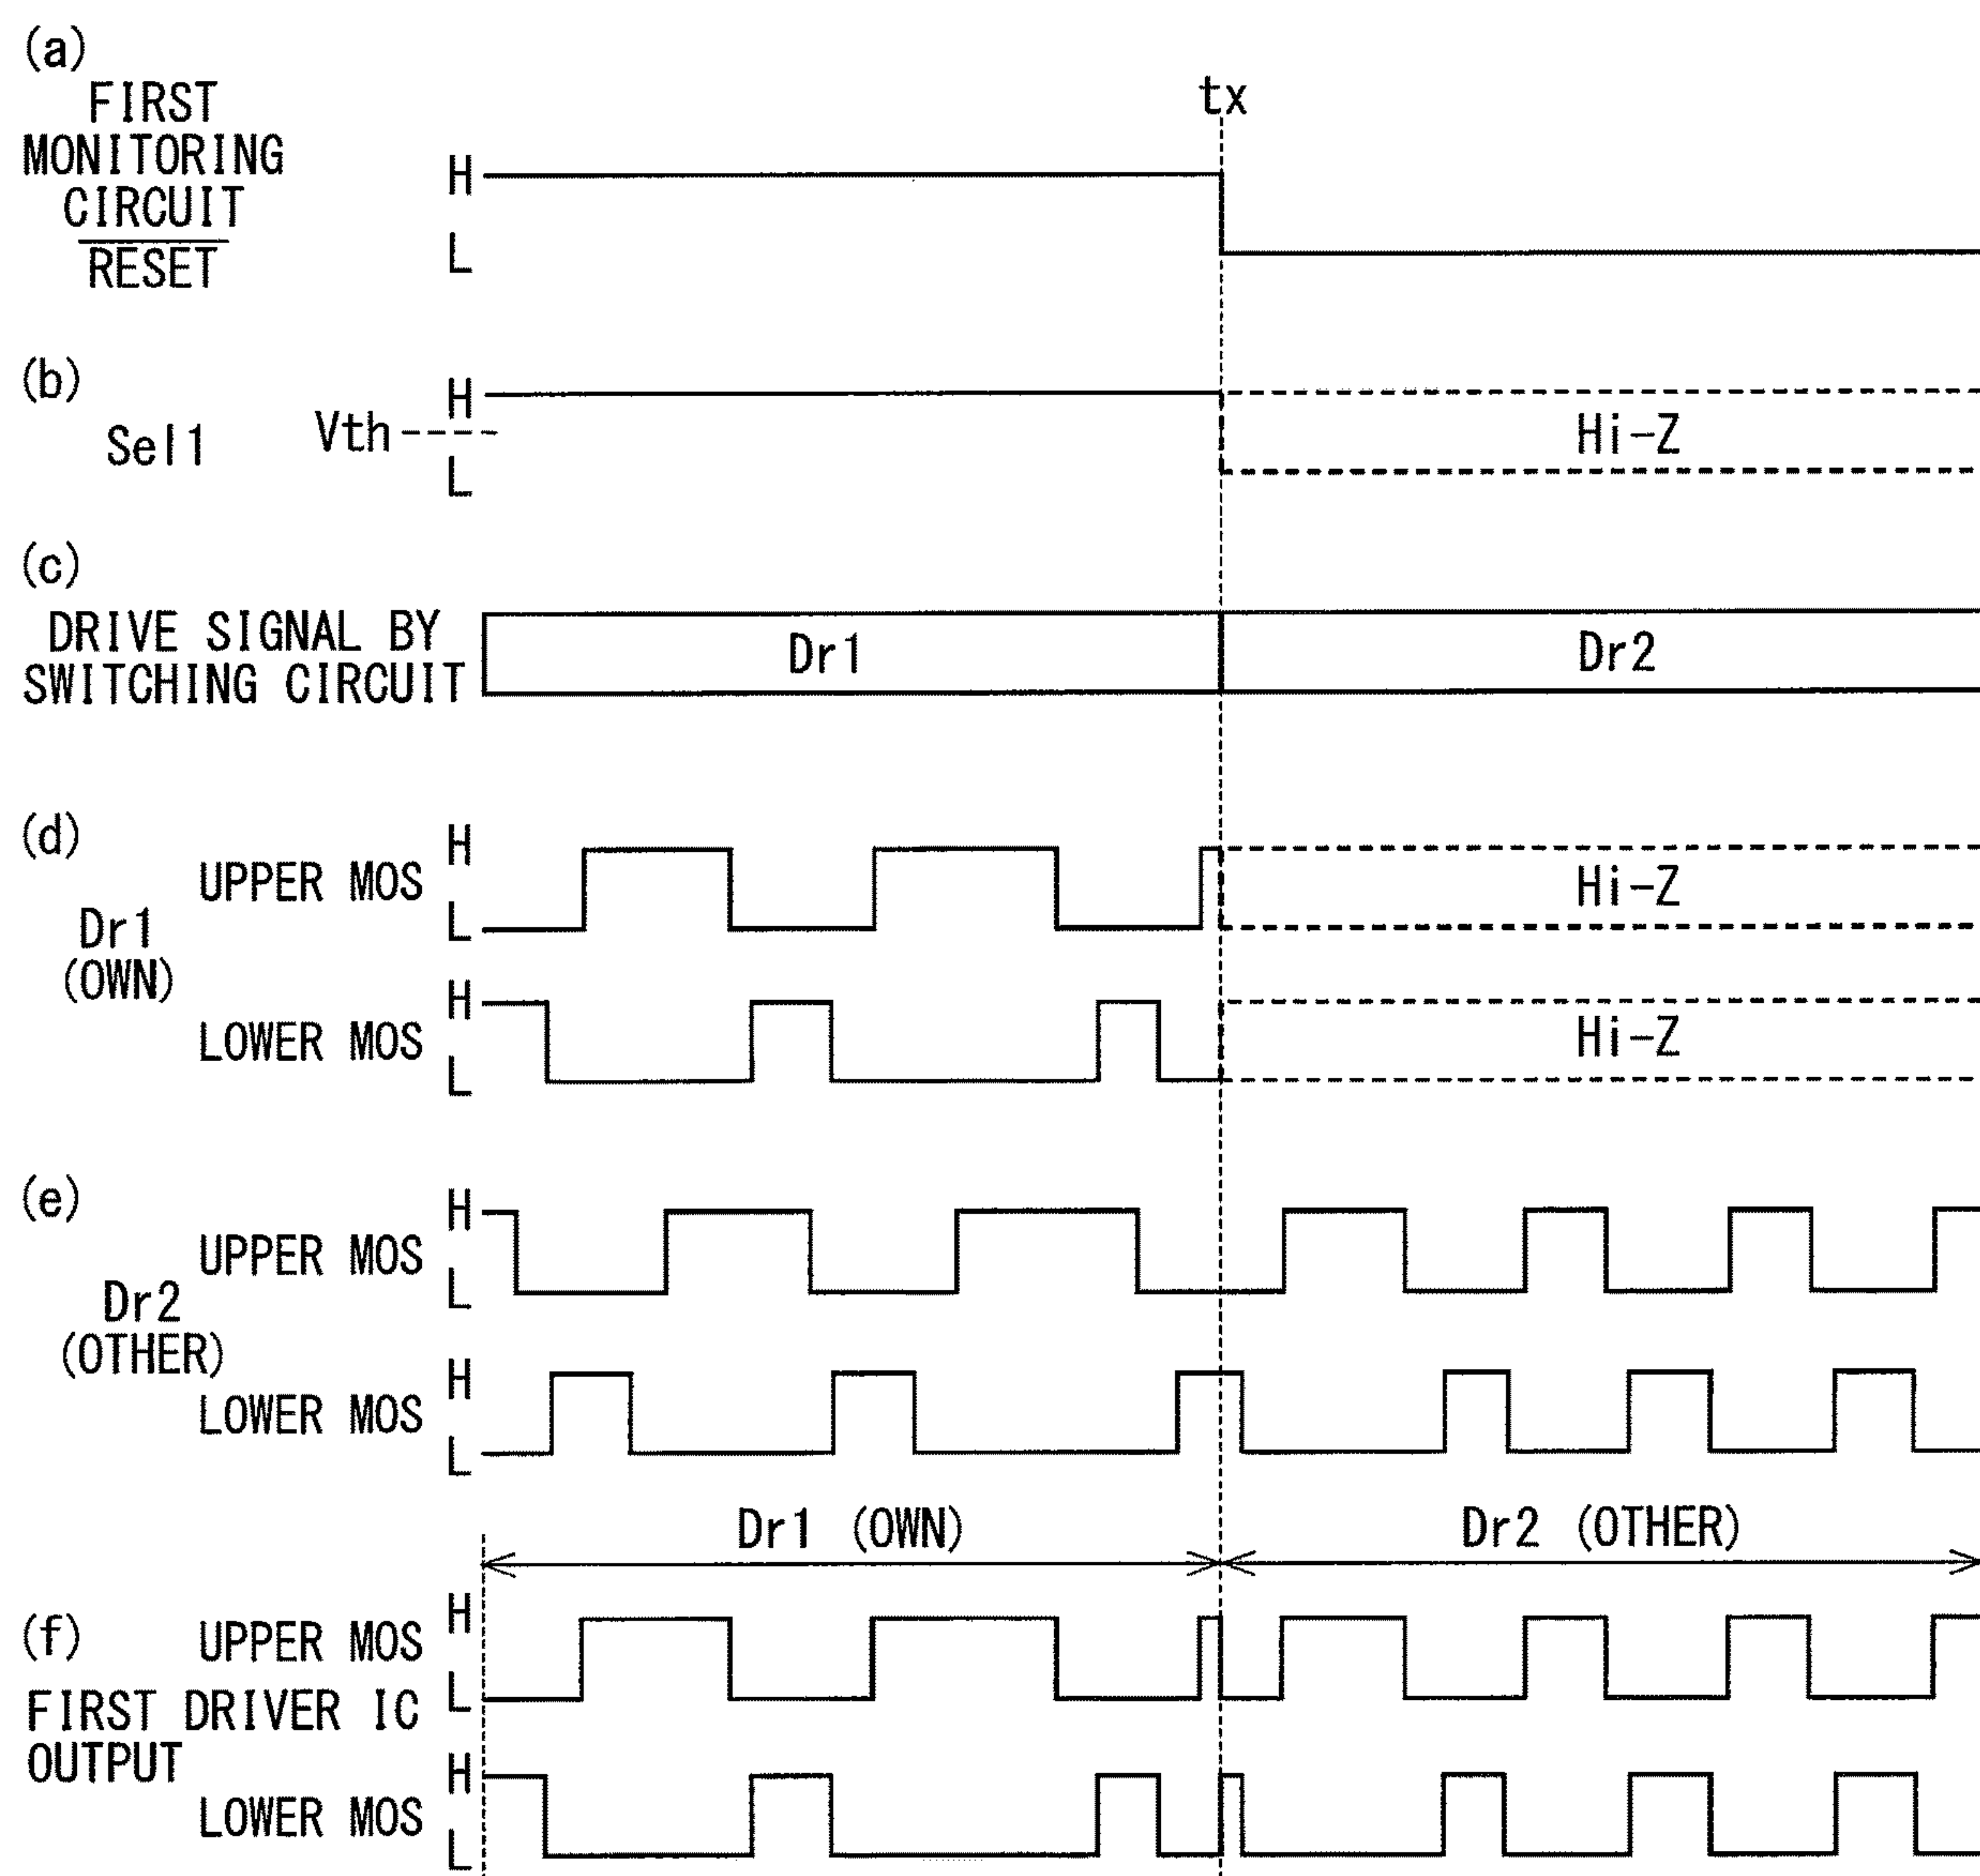 (a)
FIRST
MONITORING
CIRCUIT
RESET
H
L
tx
(b)
Sel1
Vth
H
L
Hi-Z
(c)
DRIVE SIGNAL BY
SWITCHING CIRCUIT
Dr1
Dr2
(d)
Dr1
(OWN)
UPPER MOS
H
L
Hi-Z
LOWER MOS
H
L
Hi-Z
(e)
Dr2
(OTHER)
UPPER MOS
H
L
LOWER MOS
H
L
Dr1 (OWN)
Dr2 (OTHER)
(f)
FIRST DRIVER IC
OUTPUT
UPPER MOS
H
L
LOWER MOS
H
L